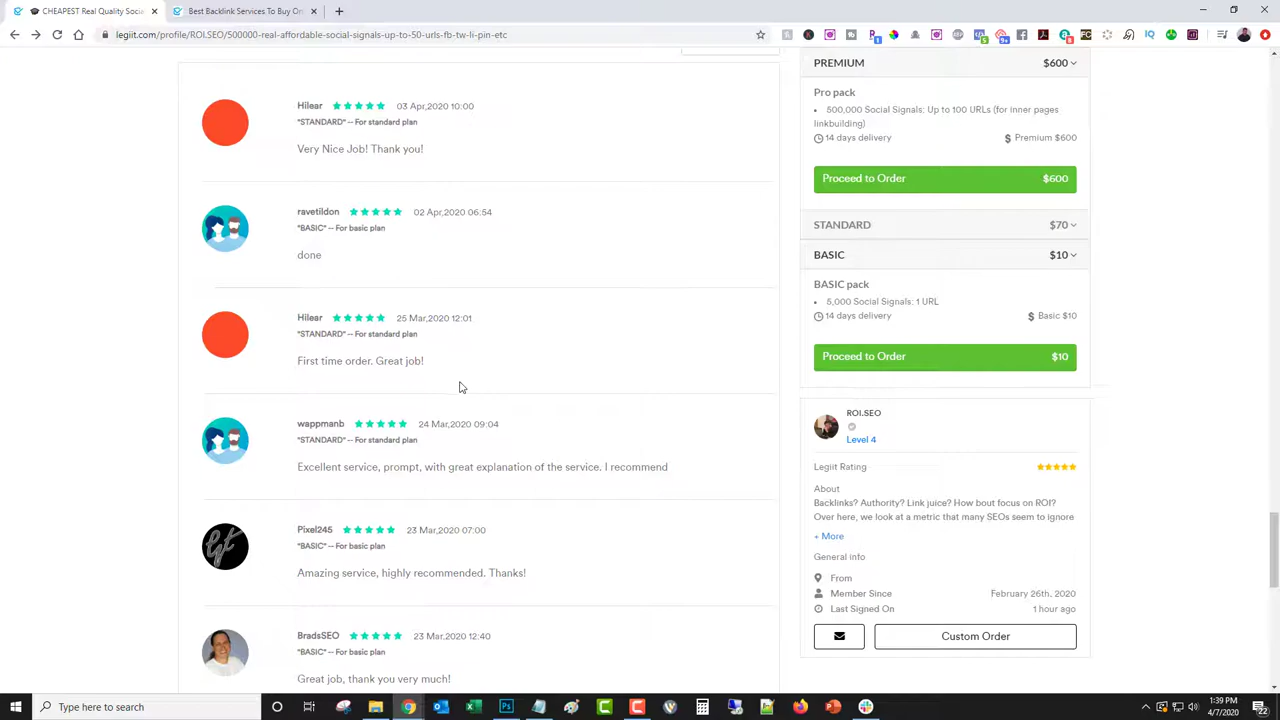 CHEAPEST Real Quality Socia
Best Backlink Services To Buy On
legiit.com/profile/ROI.SEO/500000-real-affordable-social-signals-up-to-50-urls-fb-tw-li-pin-etc
Hilear 03 Apr,2020 10:00
"STANDARD" -- For standard plan
Very Nice Job! Thank you!
ravetildon 02 Apr,2020 06:54
"BASIC" -- For basic plan
done
Hilear 25 Mar,2020 12:01
"STANDARD" -- For standard plan
First time order. Great job!
wappmanb 24 Mar,2020 09:04
"STANDARD" -- For standard plan
Excellent service, prompt, with great explanation of the service. I recommend
Pixel245 23 Mar,2020 07:00
"BASIC" -- For basic plan
Amazing service, highly recommended. Thanks!
BradsSEO 23 Mar,2020 12:40
"BASIC" -- For basic plan
Great job, thank you very much!
PREMIUM $600
Pro pack
• 500,000 Social Signals: Up to 100 URLs (for inner pages
linkbuilding)
14 days delivery $ Premium $600
Proceed to Order $600
STANDARD $70
BASIC $10
BASIC pack
• 5,000 Social Signals: 1 URL
14 days delivery $ Basic $10
Proceed to Order $10
ROI.SEO
Level 4
Legiit Rating
About
Backlinks? Authority? Link juice? How bout focus on ROI?
Over here, we look at a metric that many SEOs seem to ignore
+ More
General info
From
Member Since February 26th, 2020
Last Signed On 1 hour ago
Custom Order
Type here to search
1:39 PM
4/7/2020
22